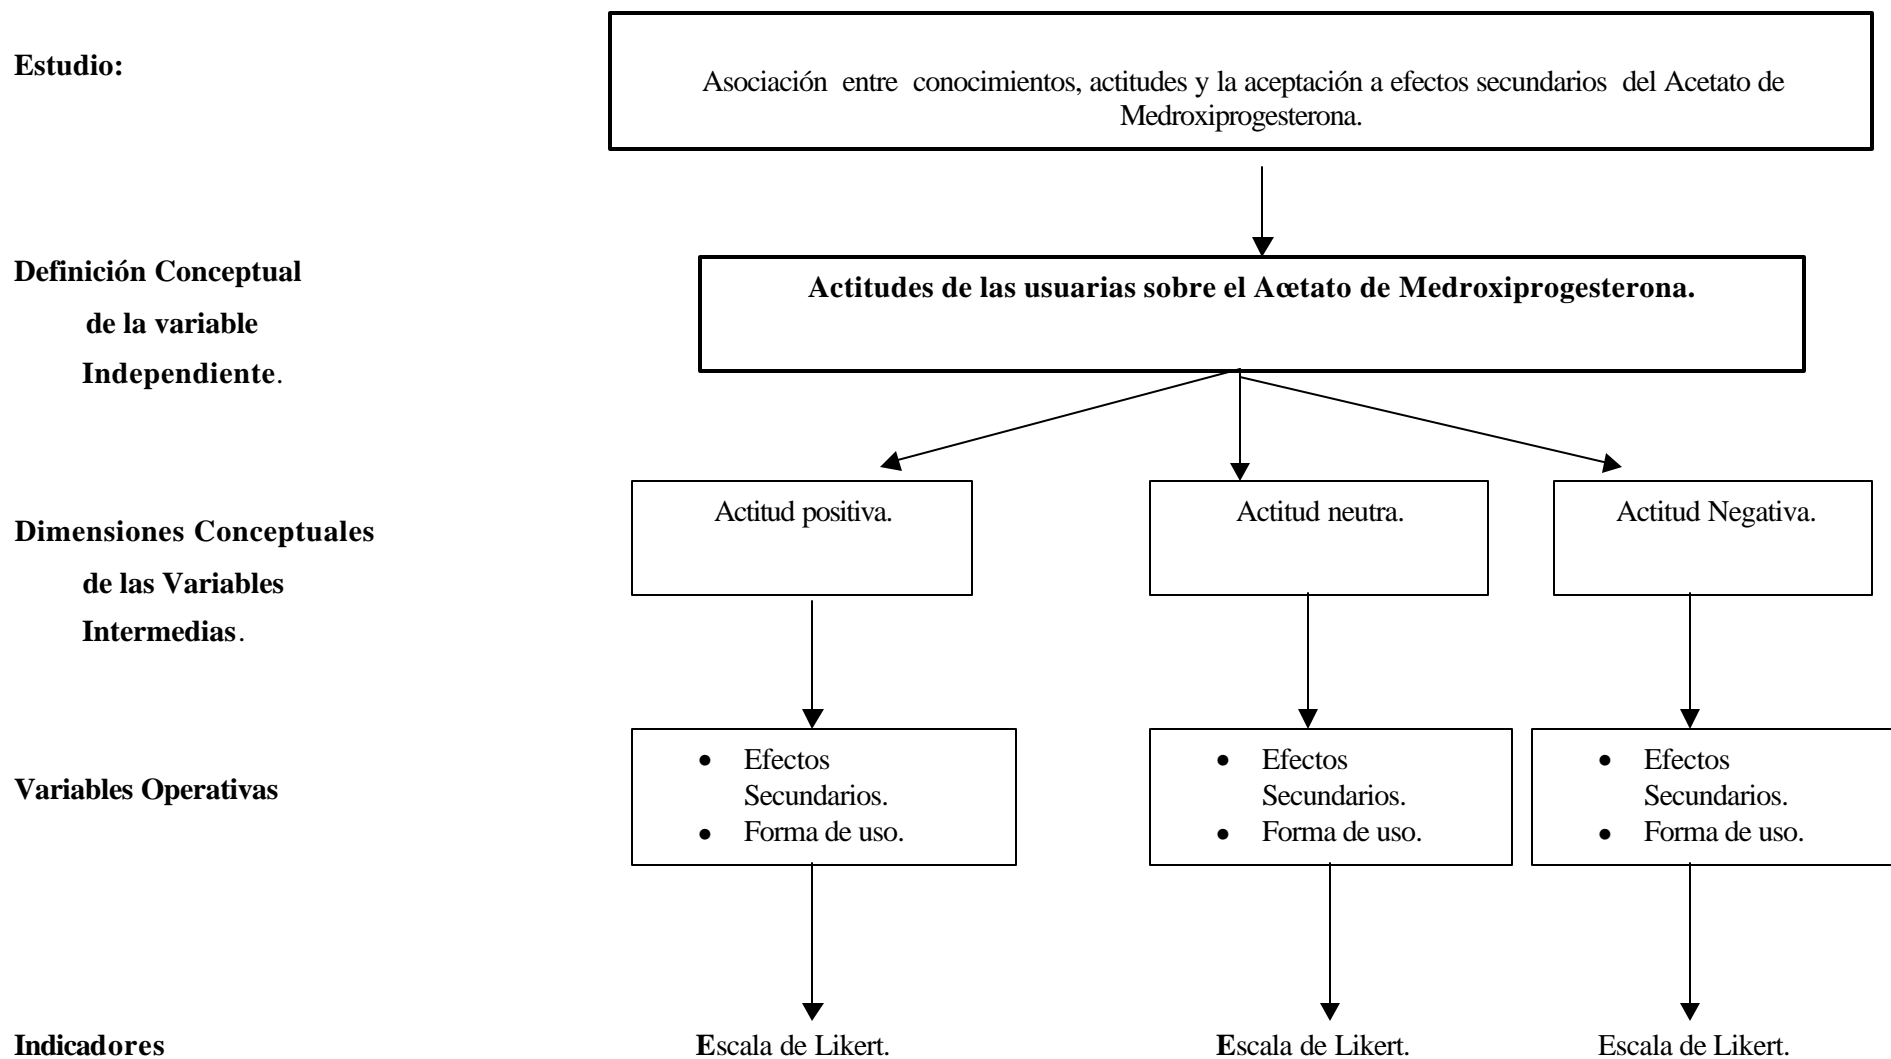 Estudio:
Asociación entre conocimientos, actitudes y la aceptación a efectos secundarios del Acetato de
Medroxiprogesterona.
Definición Conceptual
de la variable
Independiente.
Actitudes de las usuarias sobre el Acetato de Medroxiprogesterona.
Dimensiones Conceptuales
de las Variables
Intermedias.
Actitud positiva.
Actitud neutra.
Actitud Negativa.
Variables Operativas
• Efectos
Secundarios.
• Forma de uso.
• Efectos
Secundarios.
• Forma de uso.
• Efectos
Secundarios.
• Forma de uso.
Indicadores
Escala de Likert.
Escala de Likert.
Escala de Likert.